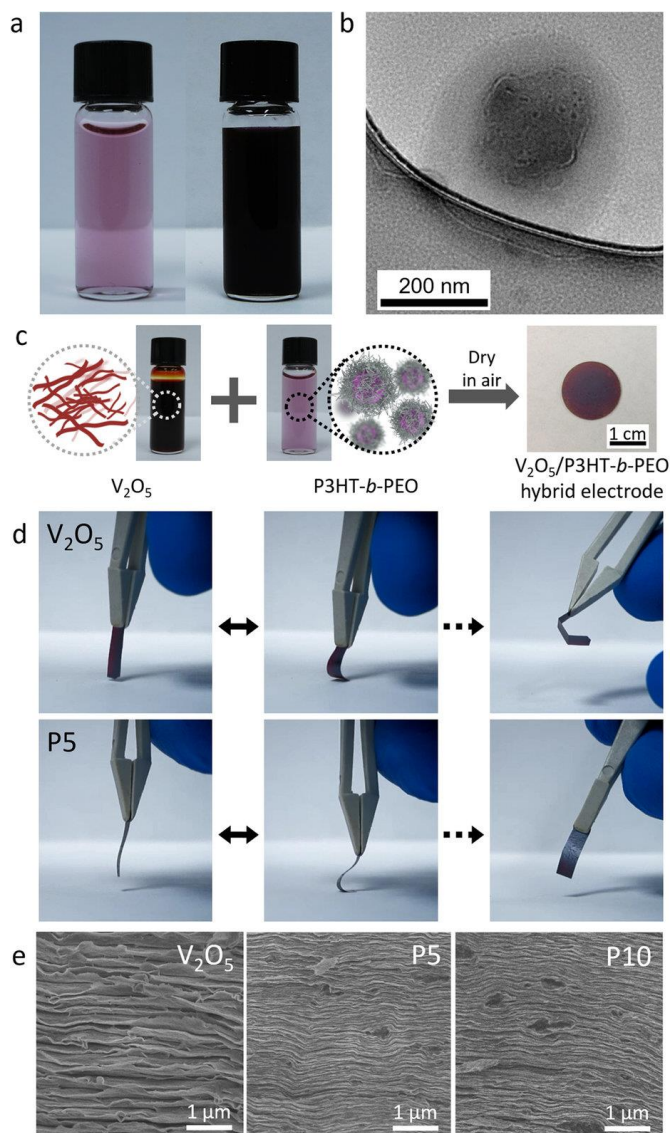 a
b
200 nm
c
Dry
in air
1 cm
V₂O₅
P3HT-b-PEO
V₂O₅/P3HT-b-PEO
hybrid electrode
d
V₂O₅
P5
e
V₂O₅
P5
P10
1 μm
1 μm
1 μm